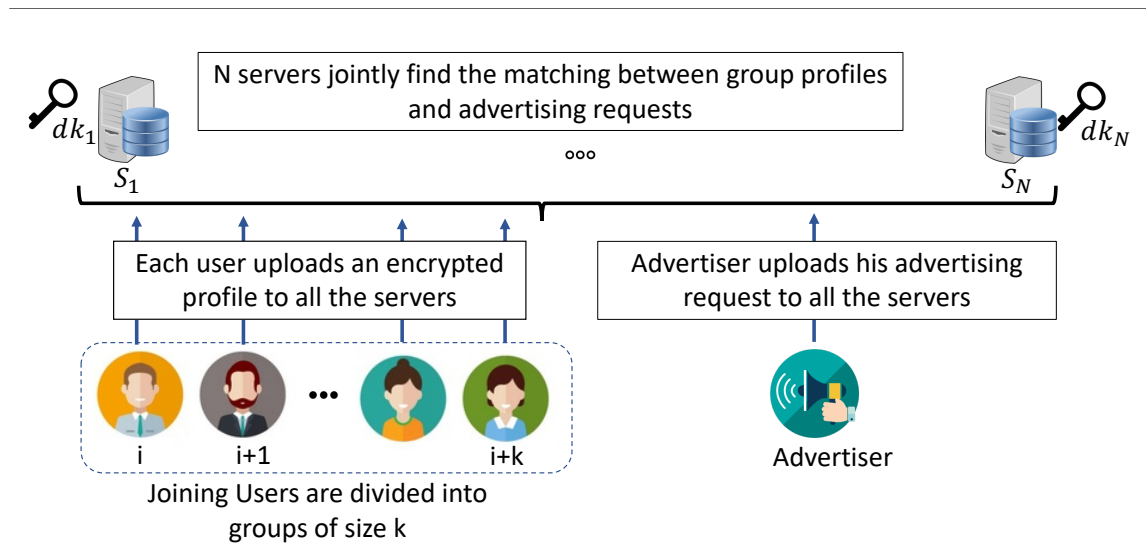 N servers jointly find the matching between group profiles
and advertising requests
dk₁
dk_N
S₁
S_N
Each user uploads an encrypted
profile to all the servers
Advertiser uploads his advertising
request to all the servers
i
i+1
i+k
Advertiser
Joining Users are divided into
groups of size k